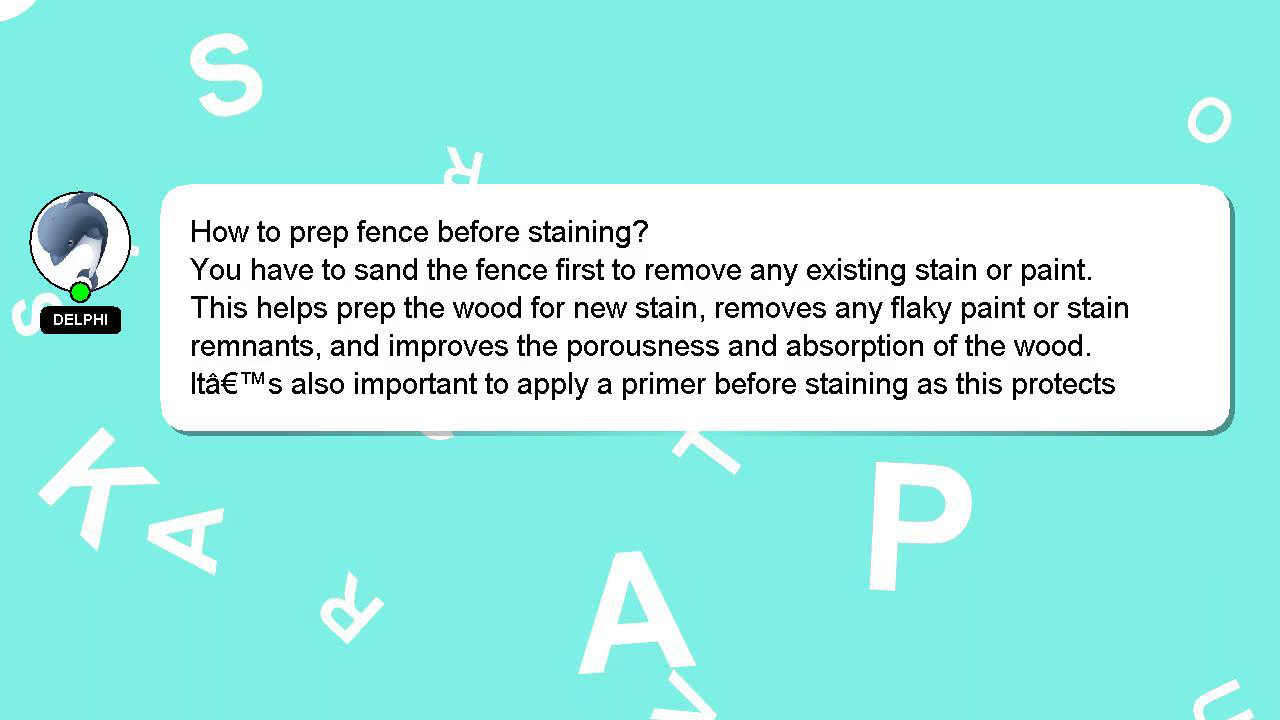 S
O
R
How to prep fence before staining?
You have to sand the fence first to remove any existing stain or paint.
This helps prep the wood for new stain, removes any flaky paint or stain
remnants, and improves the porousness and absorption of the wood.
Itâ€™s also important to apply a primer before staining as this protects
S
DELPHI
T
K
A
P
R
A
V
U